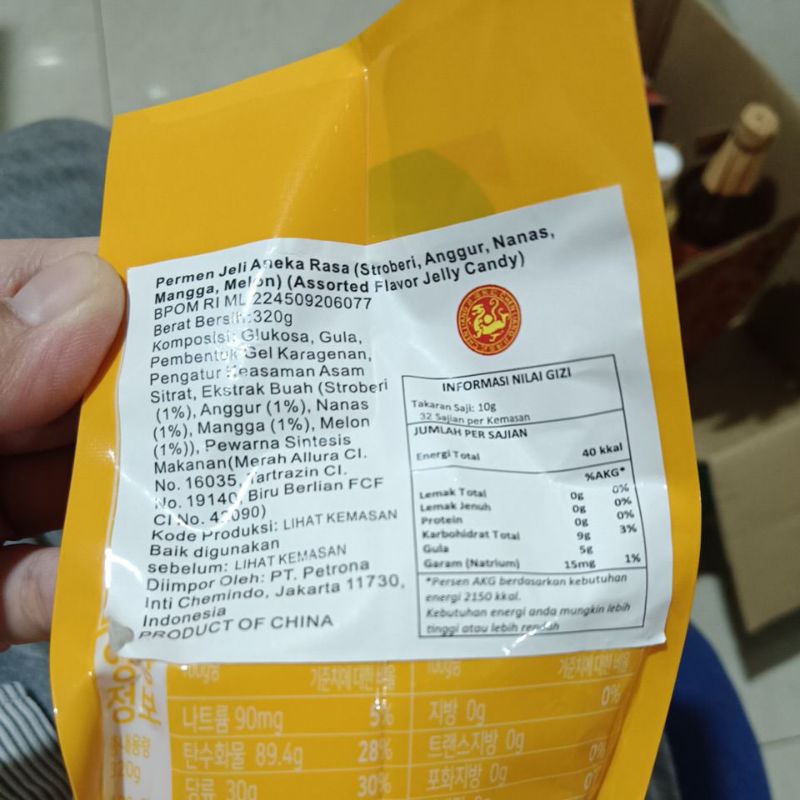 Permen Jeli Aneka Rasa (Stroberi, Anggur, Nanas,
Mangga, Melon) (Assorted Flavor Jelly Candy)
BPOM RI ML 224509206077
Berat Bersih:320g
Komposisi: Glukosa, Gula,
Pembentuk Gel Karagenan,
Pengatur Keasaman Asam
Sitrat, Ekstrak Buah (Stroberi
(1%), Anggur (1%), Nanas
(1%), Mangga (1%), Melon
(1%)), Pewarna Sintesis
Makanan(Merah Allura CI.
No. 16035, Tartrazin CI.
No. 19140, Biru Berlian FCF
CI No. 42090)
Kode Produksi: LIHAT KEMASAN
Baik digunakan
sebelum: LIHAT KEMASAN
Diimpor Oleh: PT. Petrona
Inti Chemindo, Jakarta 11730,
Indonesia
PRODUCT OF CHINA
INFORMASI NILAI GIZI
Takaran Saji: 10g
32 Sajian per Kemasan
JUMLAH PER SAJIAN
Energi Total 40 kkal
%AKG*
Lemak Total 0g 0%
Lemak Jenuh 0g 0%
Protein 0g 0%
Karbohidrat Total 9g 3%
Gula 5g
Garam (Natrium) 15mg 1%
*Persen AKG berdasarkan kebutuhan
energi 2150 kkal.
Kebutuhan energi anda mungkin lebih
tinggi atau lebih rendah
320g
나트륨 90mg 5% 지방 0g 0%
탄수화물 89.4g 28% 트랜스지방 0g
당류 30g 30% 포화지방 0g